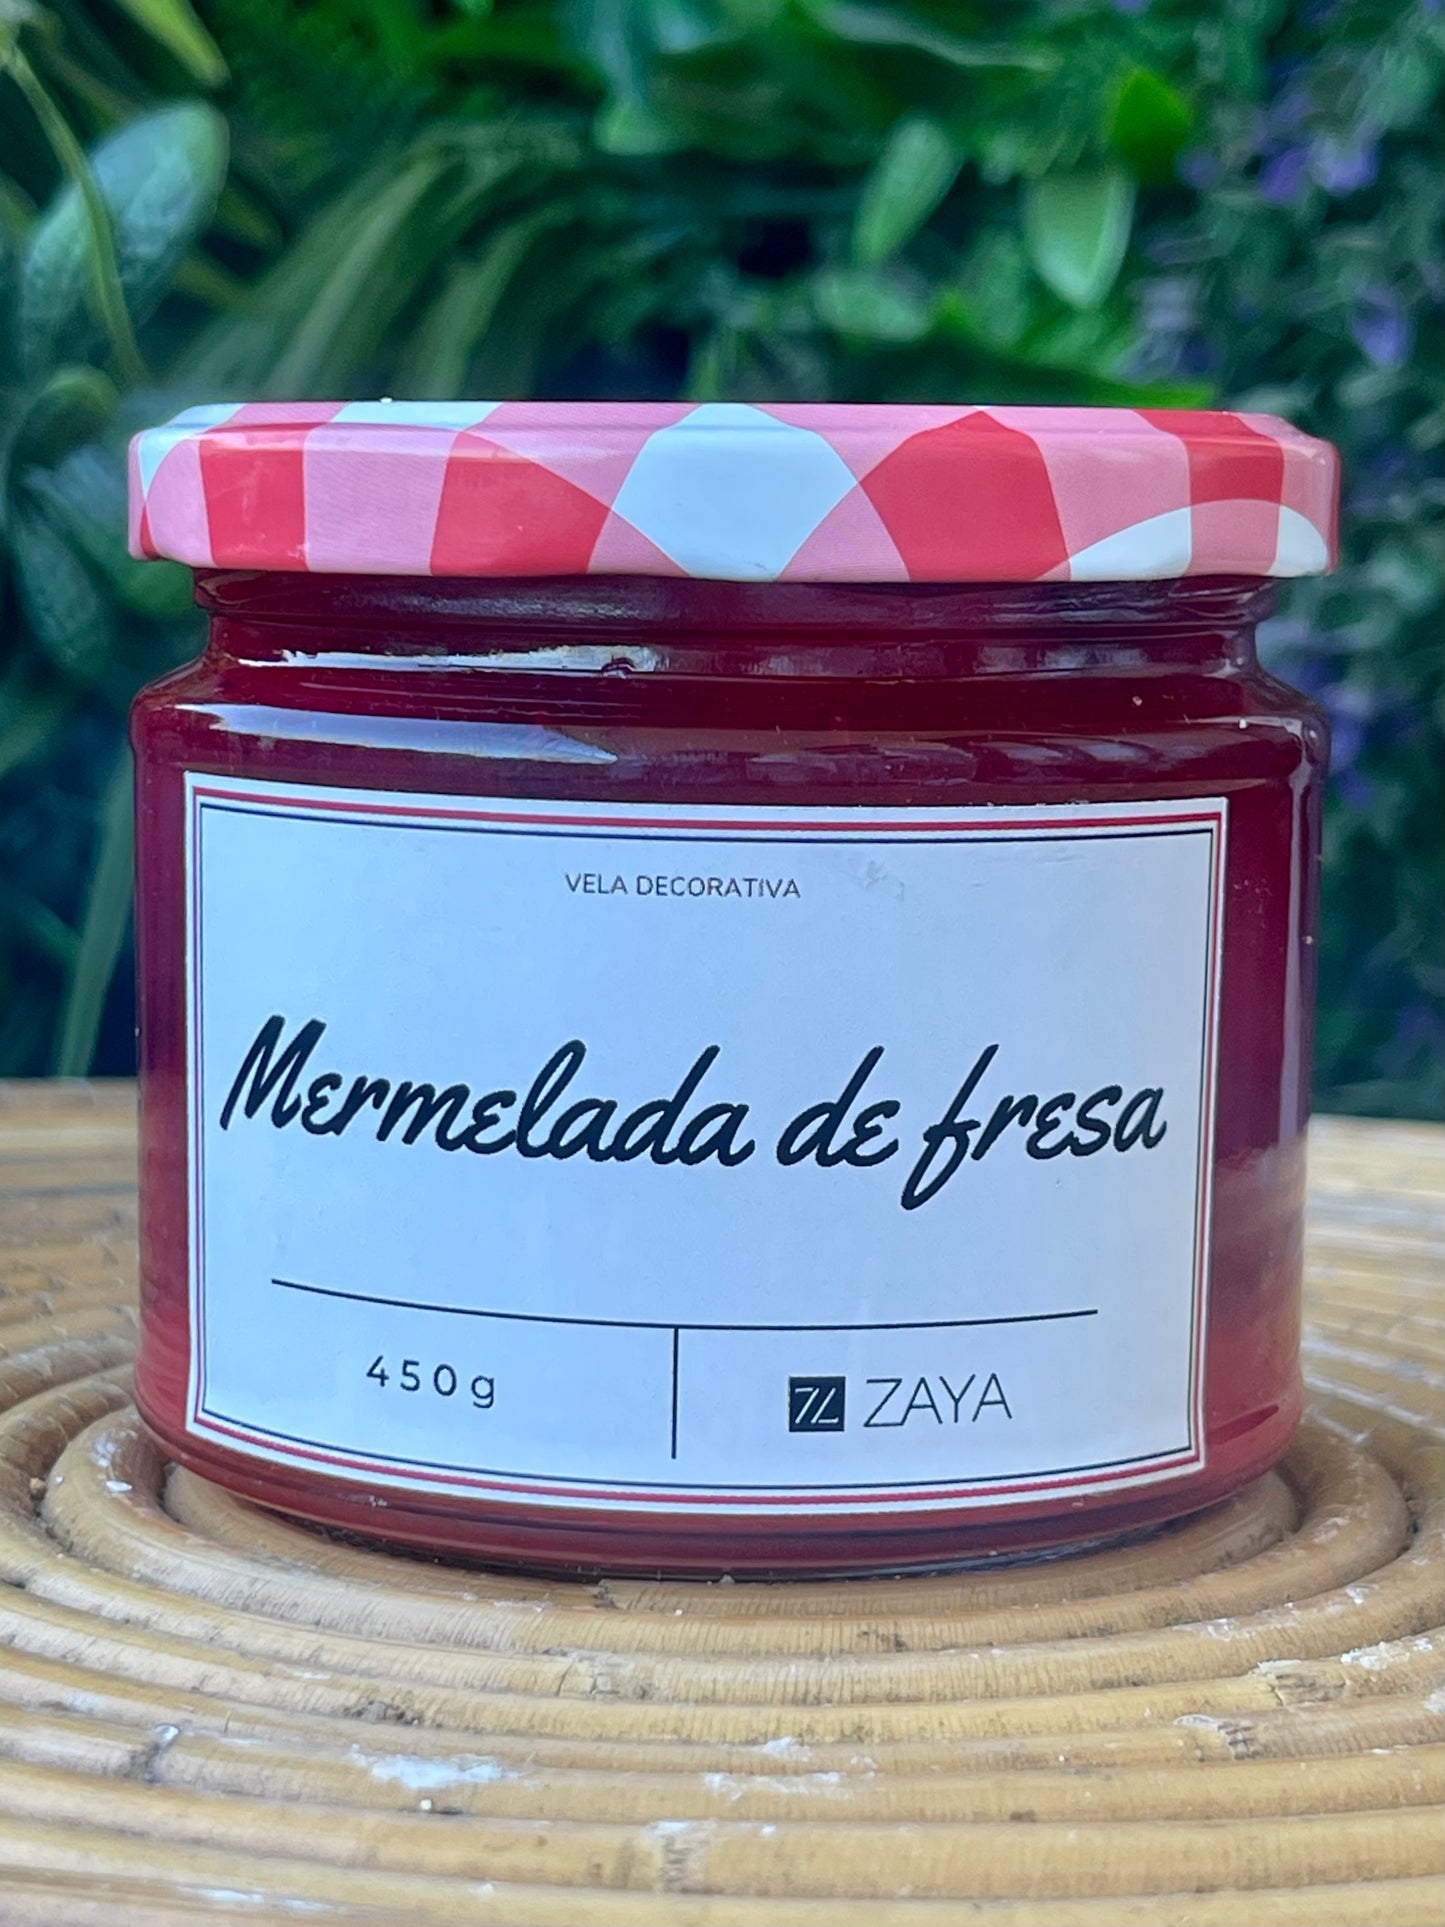 VELA DECORATIVA
Mermelada de fresa
450g
ZAYA